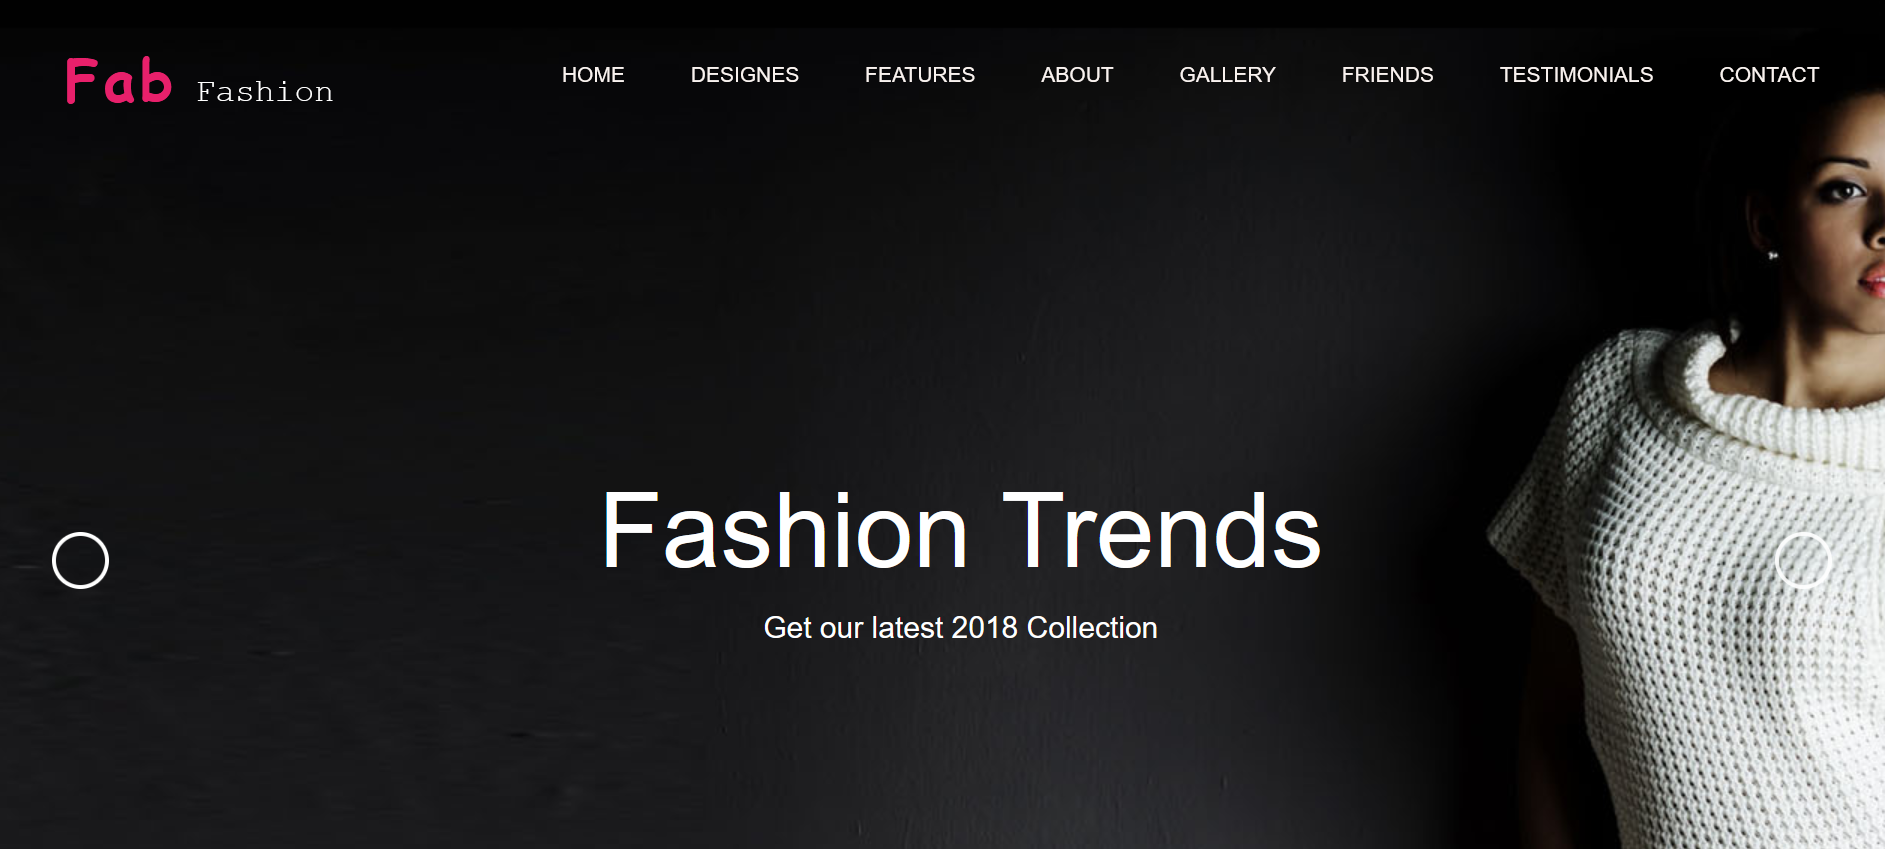 Fab Fashion
HOME DESIGNES FEATURES ABOUT GALLERY FRIENDS TESTIMONIALS CONTACT
Fashion Trends
Get our latest 2018 Collection